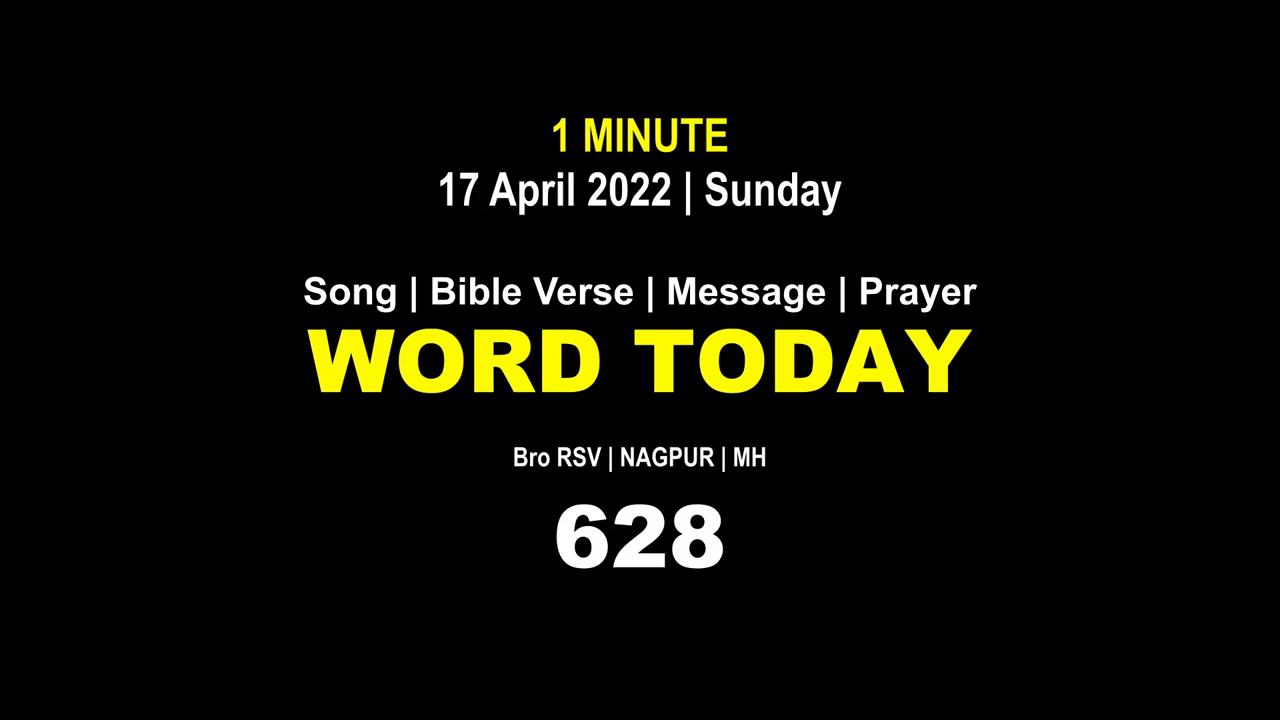 1 MINUTE
17 April 2022 | Sunday
Song | Bible Verse | Message | Prayer
WORD TODAY
Bro RSV | NAGPUR | MH
628